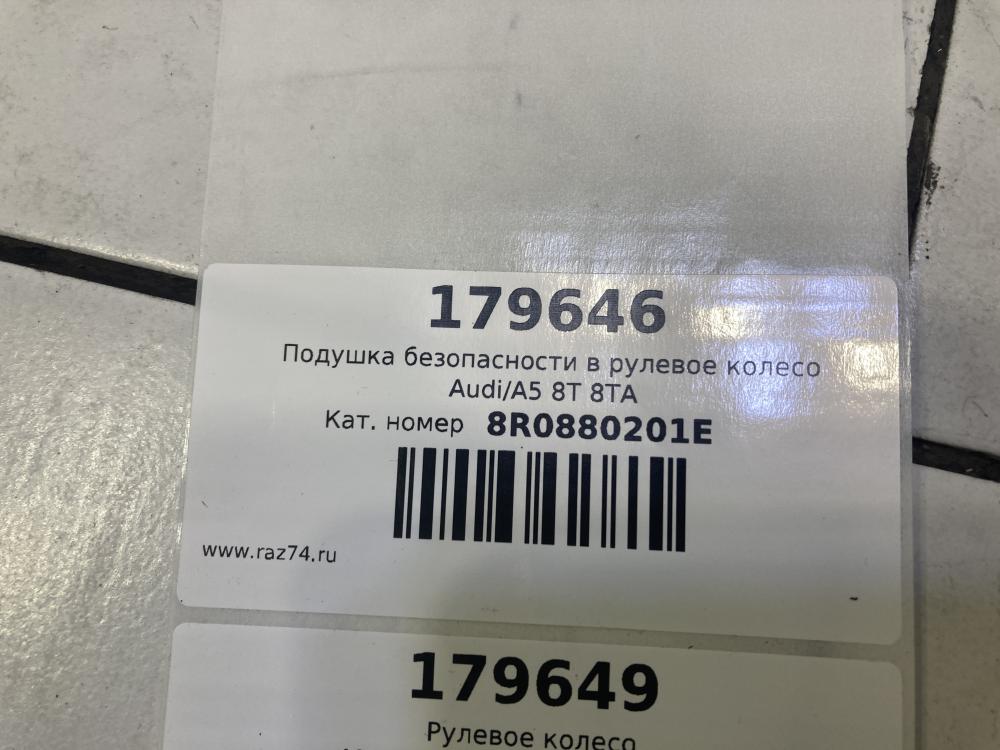 179646
Подушка безопасности в рулевое колесо
Audi/A5 8T 8TA
Кат. номер 8R0880201E
www.raz74.ru
179649
Рулевое колесо